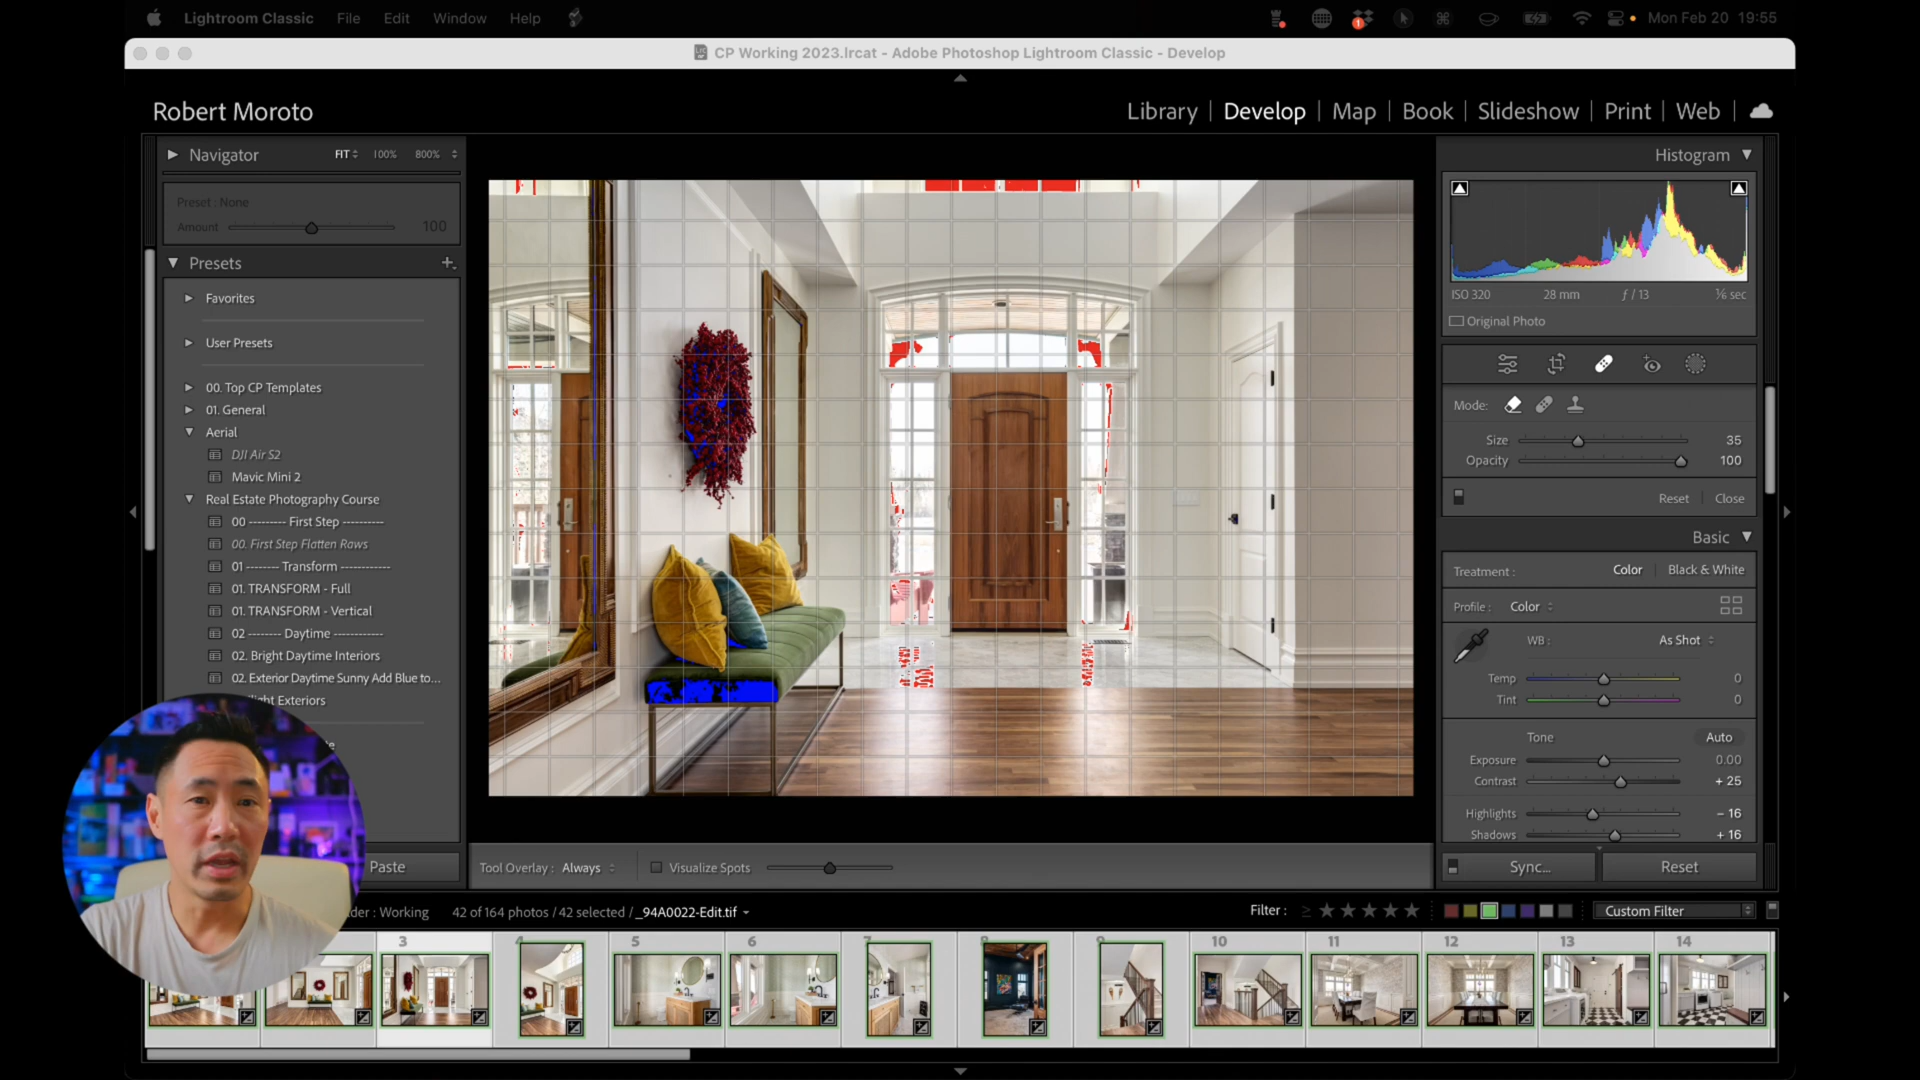 Lightroom Classic File Edit Window Help
1
Mon Feb 20 19:55
CP Working 2023.lrcat - Adobe Photoshop Lightroom Classic - Develop
Robert Moroto
Library | Develop | Map | Book | Slideshow | Print | Web
Navigator FIT 100% 800%
Preset : None
Amount 100
Presets
Favorites
User Presets
00. Top CP Templates
01. General
Aerial
DJI Air S2
Mavic Mini 2
Real Estate Photography Course
00 --------- First Step ----------
00. First Step Flatten Raws
01 -------- Transform ------------
01. TRANSFORM - Full
01. TRANSFORM - Vertical
02 -------- Daytime ------------
02. Bright Daytime Interiors
02. Exterior Daytime Sunny Add Blue to...
Exteriors
Paste
Histogram
ISO 320 28 mm ƒ / 13 ⅙ sec
Original Photo
Mode:
Size 35
Opacity 100
Reset Close
Basic
Treatment : Color Black & White
Profile : Color
WB : As Shot
Temp 0
Tint 0
Tone Auto
Exposure 0.00
Contrast + 25
Highlights – 16
Shadows + 16
Sync... Reset
Tool Overlay : Always Visualize Spots
: Working 42 of 164 photos / 42 selected / _94A0022-Edit.tif
Filter : ≥ ★★★★★ Custom Filter
3 4 5 6 7 8 9 10 11 12 13 14